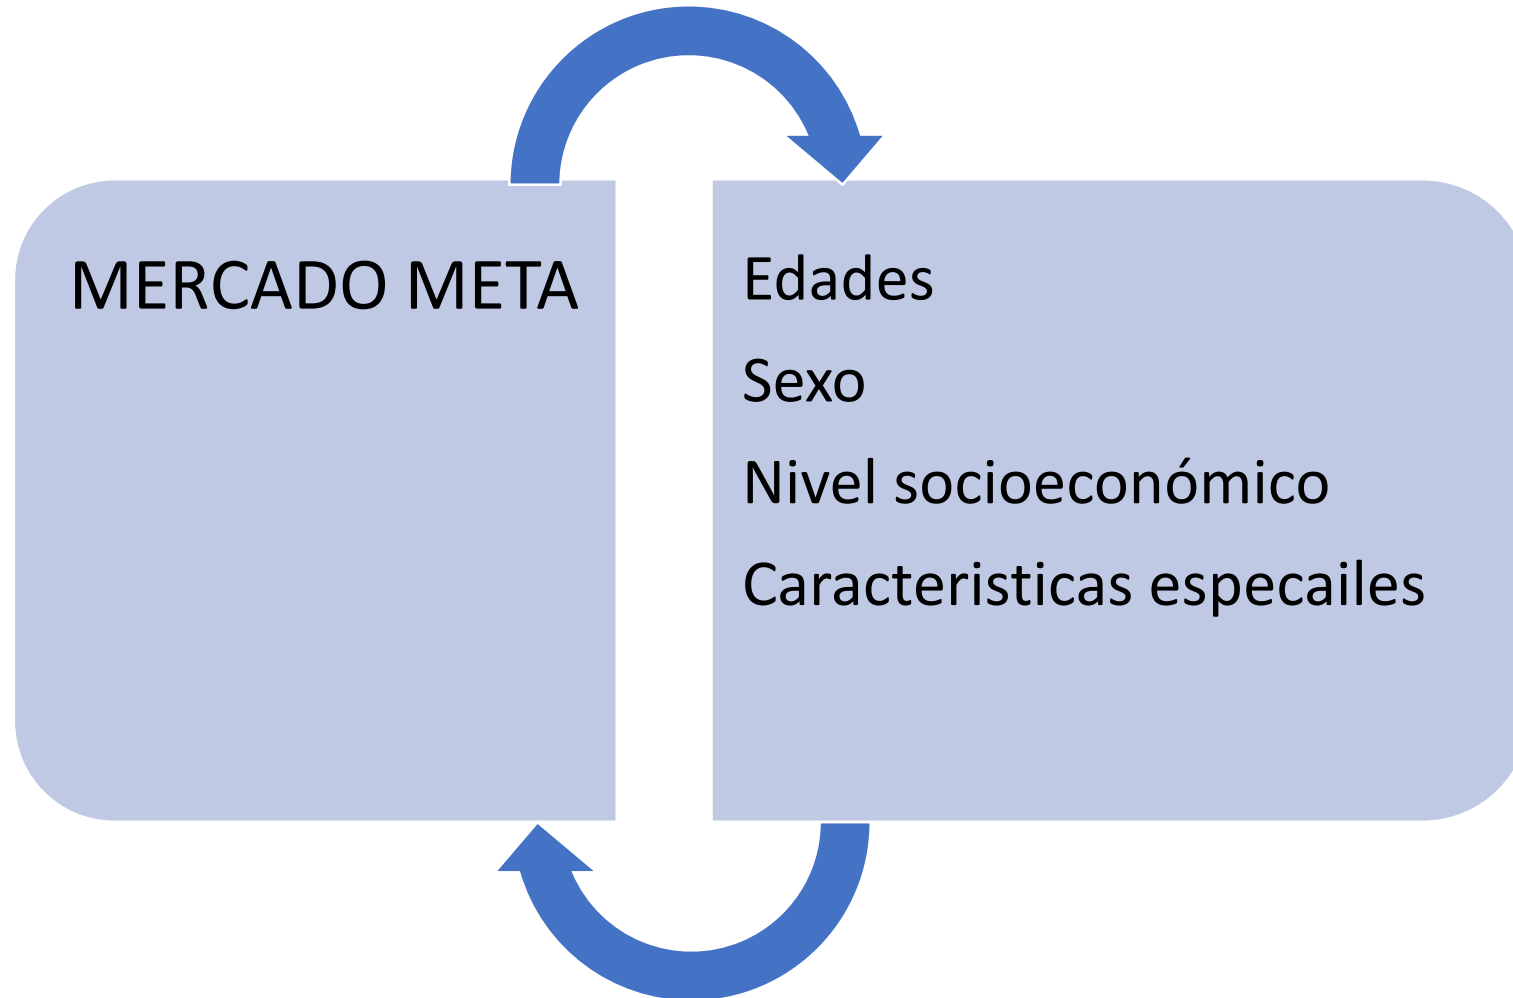 MERCADO META
Edades
Sexo
Nivel socioeconómico
Caracteristicas especailes